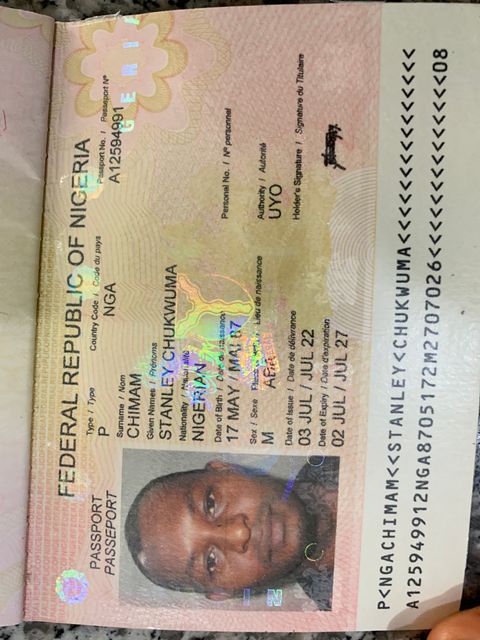 FEDERAL REPUBLIC OF NIGERIA
PASSPORT
PASSEPORT
Type / Type Country Code / Code du pays Passport No. / Passeport N°
P NGA A12594991
GERIA
Surname / Nom
CHIMAM
Given Names / Prénoms
STANLEY CHUKWUMA
Nationality / Nationalité
NIGERIAN
Date of Birth / Date de naissance Personal No. / N° personnel
17 MAY / MAI 87
Sex / Sexe Lieu de naissance Authority / Autorité
M UYO
Date of Issue / Date de délivrance Holder's Signature / Signature du Titulaire
03 JUL / JUL 22
Date of Expiry / Date d'expiration
02 JUL / JUL 27
P<NGACHIMAM<<STANLEY<CHUKWUMA<<<<<<<<<<<<<<<
A125949912NGA8705172M2707026<<<<<<<<<<<<<<08